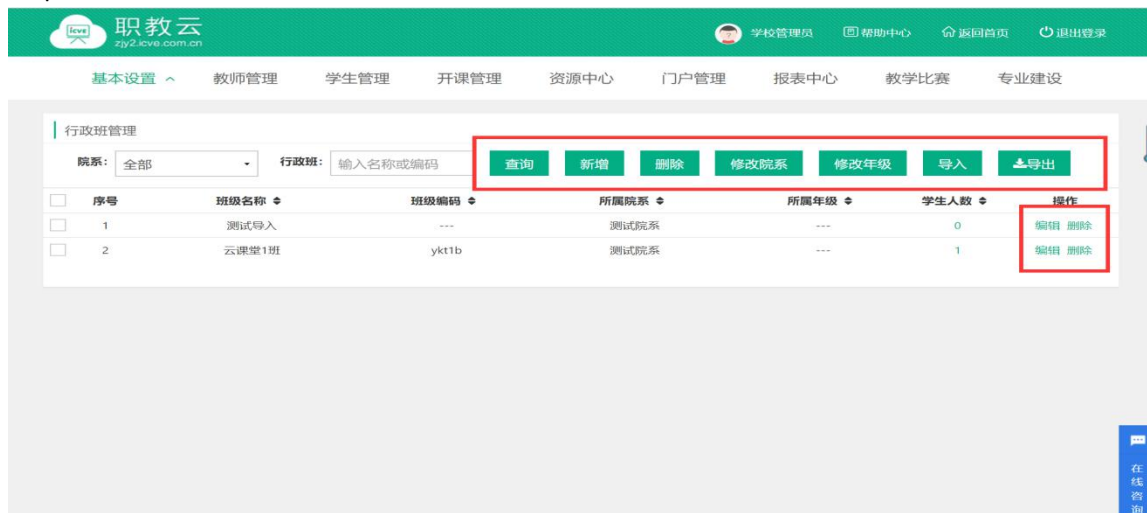 icve 职教云
zjy2.icve.com.cn
学校管理员 帮助中心 返回首页 退出登录
基本设置 教师管理 学生管理 开课管理 资源中心 门户管理 报表中心 教学比赛 专业建设
行政班管理
院系: 全部 行政班: 输入名称或编码 查询 新增 删除 修改院系 修改年级 导入 导出
序号 班级名称 班级编码 所属院系 所属年级 学生人数 操作
1 测试导入 --- 测试院系 --- 0 编辑 删除
2 云课堂1班 ykt1b 测试院系 --- 1 编辑 删除
在线咨询